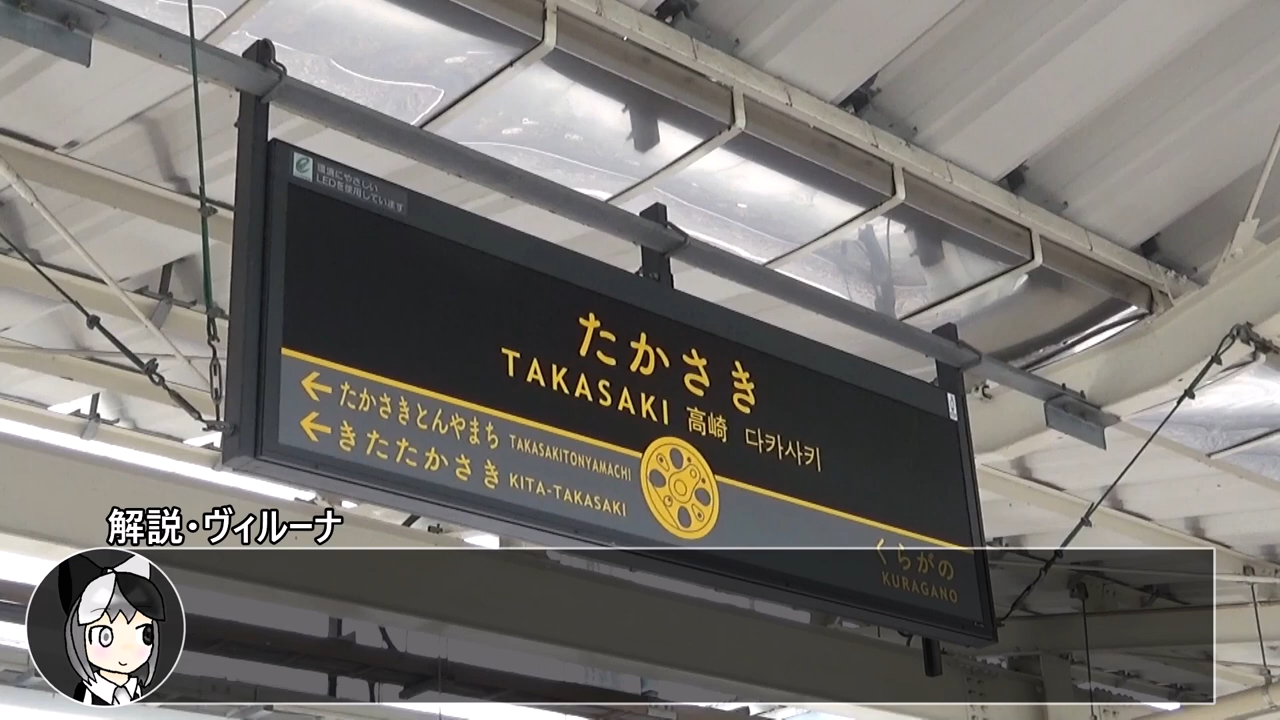 環境にやさしい
LEDを使用しています
たかさき
TAKASAKI 高崎 다카사키
←たかさきとんやまち TAKASAKITONYAMACHI
←きたたかさき KITA-TAKASAKI
くらがの
KURAGANO
解説・ヴィルーナ